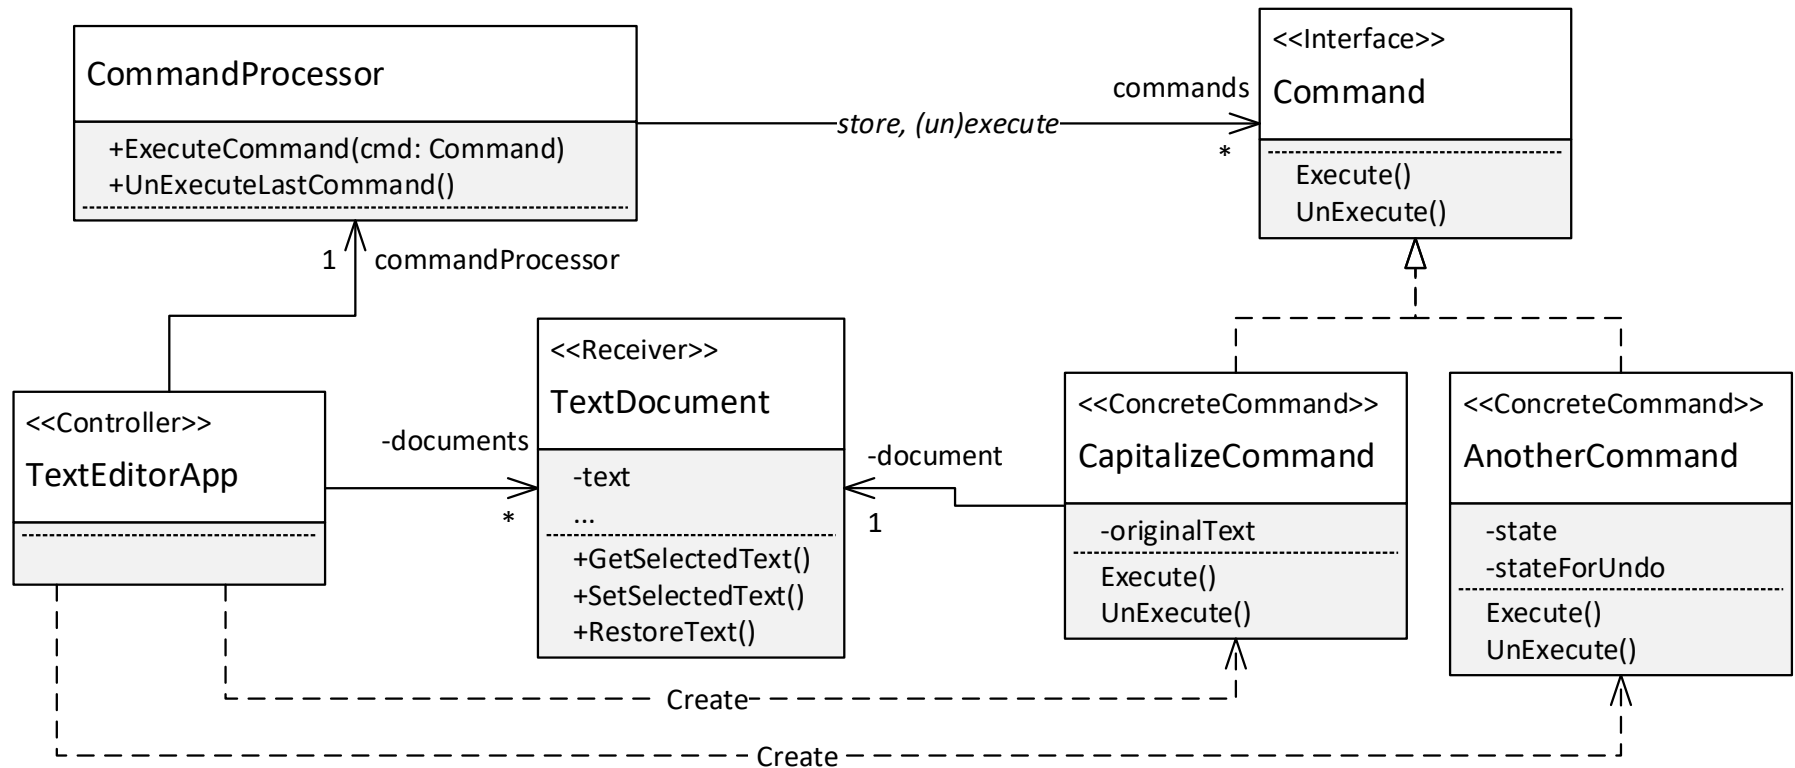 CommandProcessor
+ExecuteCommand(cmd: Command)
+UnExecuteLastCommand()
commands
store, (un)execute
*
<<Interface>>
Command
Execute()
UnExecute()
1
commandProcessor
<<Controller>>
TextEditorApp
-documents
*
<<Receiver>>
TextDocument
-text
...
+GetSelectedText()
+SetSelectedText()
+RestoreText()
-document
1
<<ConcreteCommand>>
CapitalizeCommand
-originalText
Execute()
UnExecute()
<<ConcreteCommand>>
AnotherCommand
-state
-stateForUndo
Execute()
UnExecute()
Create
Create